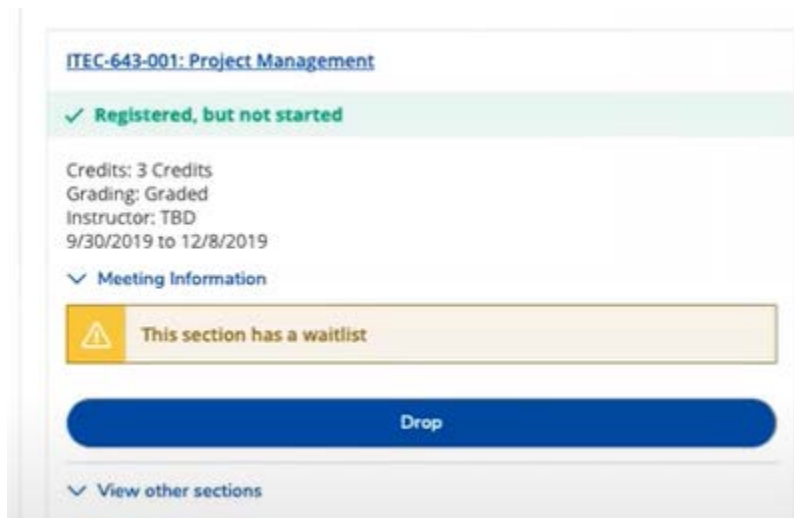 ITEC-643-001: Project Management
Registered, but not started
Credits: 3 Credits
Grading: Graded
Instructor: TBD
9/30/2019 to 12/8/2019
Meeting Information
This section has a waitlist
Drop
View other sections